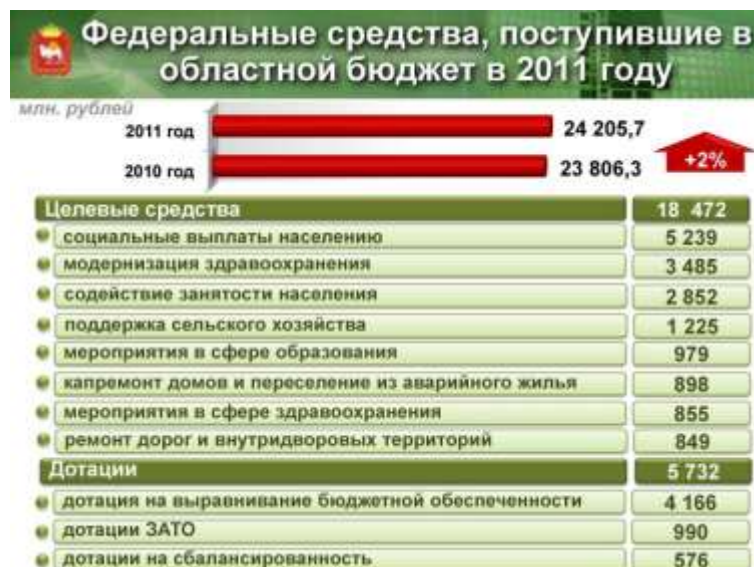 Федеральные средства, поступившие в
областной бюджет в 2011 году
млн. рублей
2011 год 24 205,7
2010 год 23 806,3 +2%
Целевые средства 18 472
социальные выплаты населению 5 239
модернизация здравоохранения 3 485
содействие занятости населения 2 852
поддержка сельского хозяйства 1 225
мероприятия в сфере образования 979
капремонт домов и переселение из аварийного жилья 898
мероприятия в сфере здравоохранения 855
ремонт дорог и внутридворовых территорий 849
Дотации 5 732
дотация на выравнивание бюджетной обеспеченности 4 166
дотации ЗАТО 990
дотации на сбалансированность 576